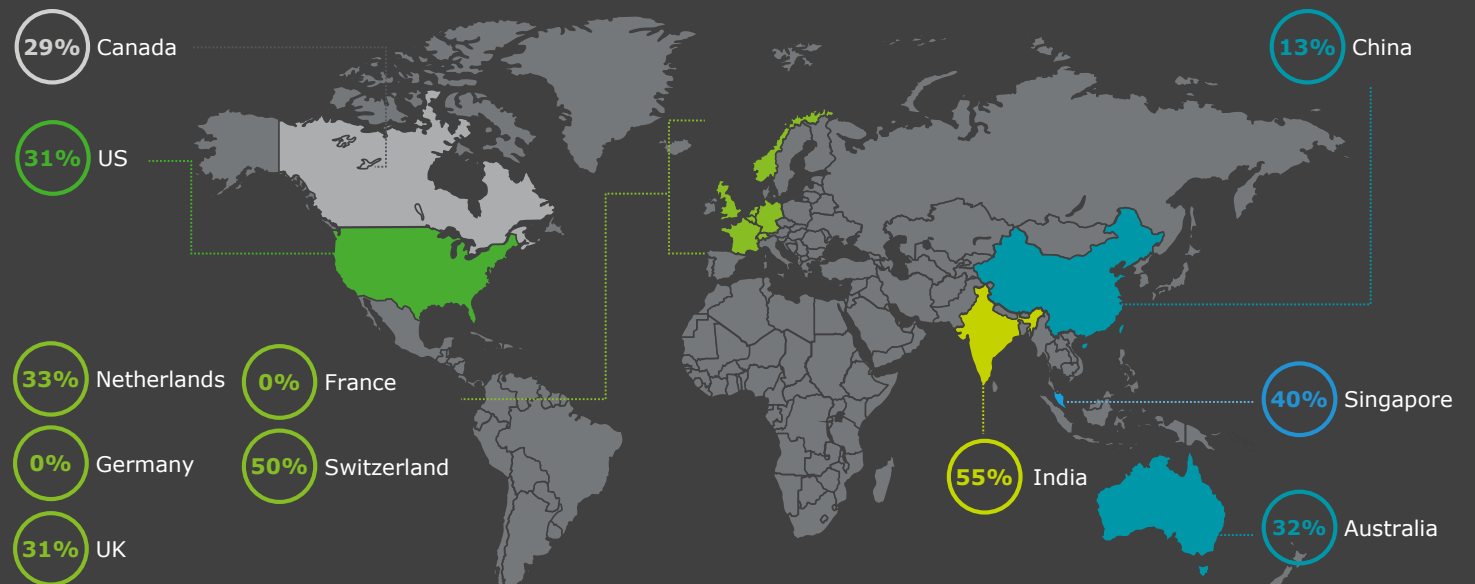 29% Canada
13% China
31% US
33% Netherlands
0% France
0% Germany
50% Switzerland
31% UK
40% Singapore
55% India
32% Australia